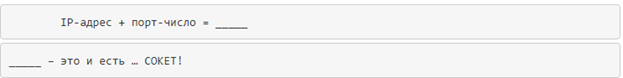 IP-адрес + порт-число = _____
_____ – это и есть … СОКЕТ!